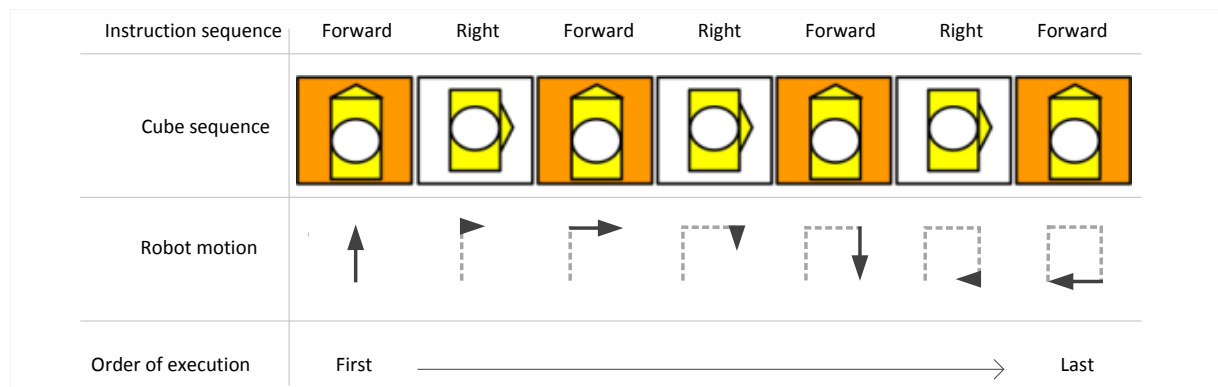 Instruction sequence Forward Right Forward Right Forward Right Forward
Cube sequence
Robot motion
Order of execution First Last